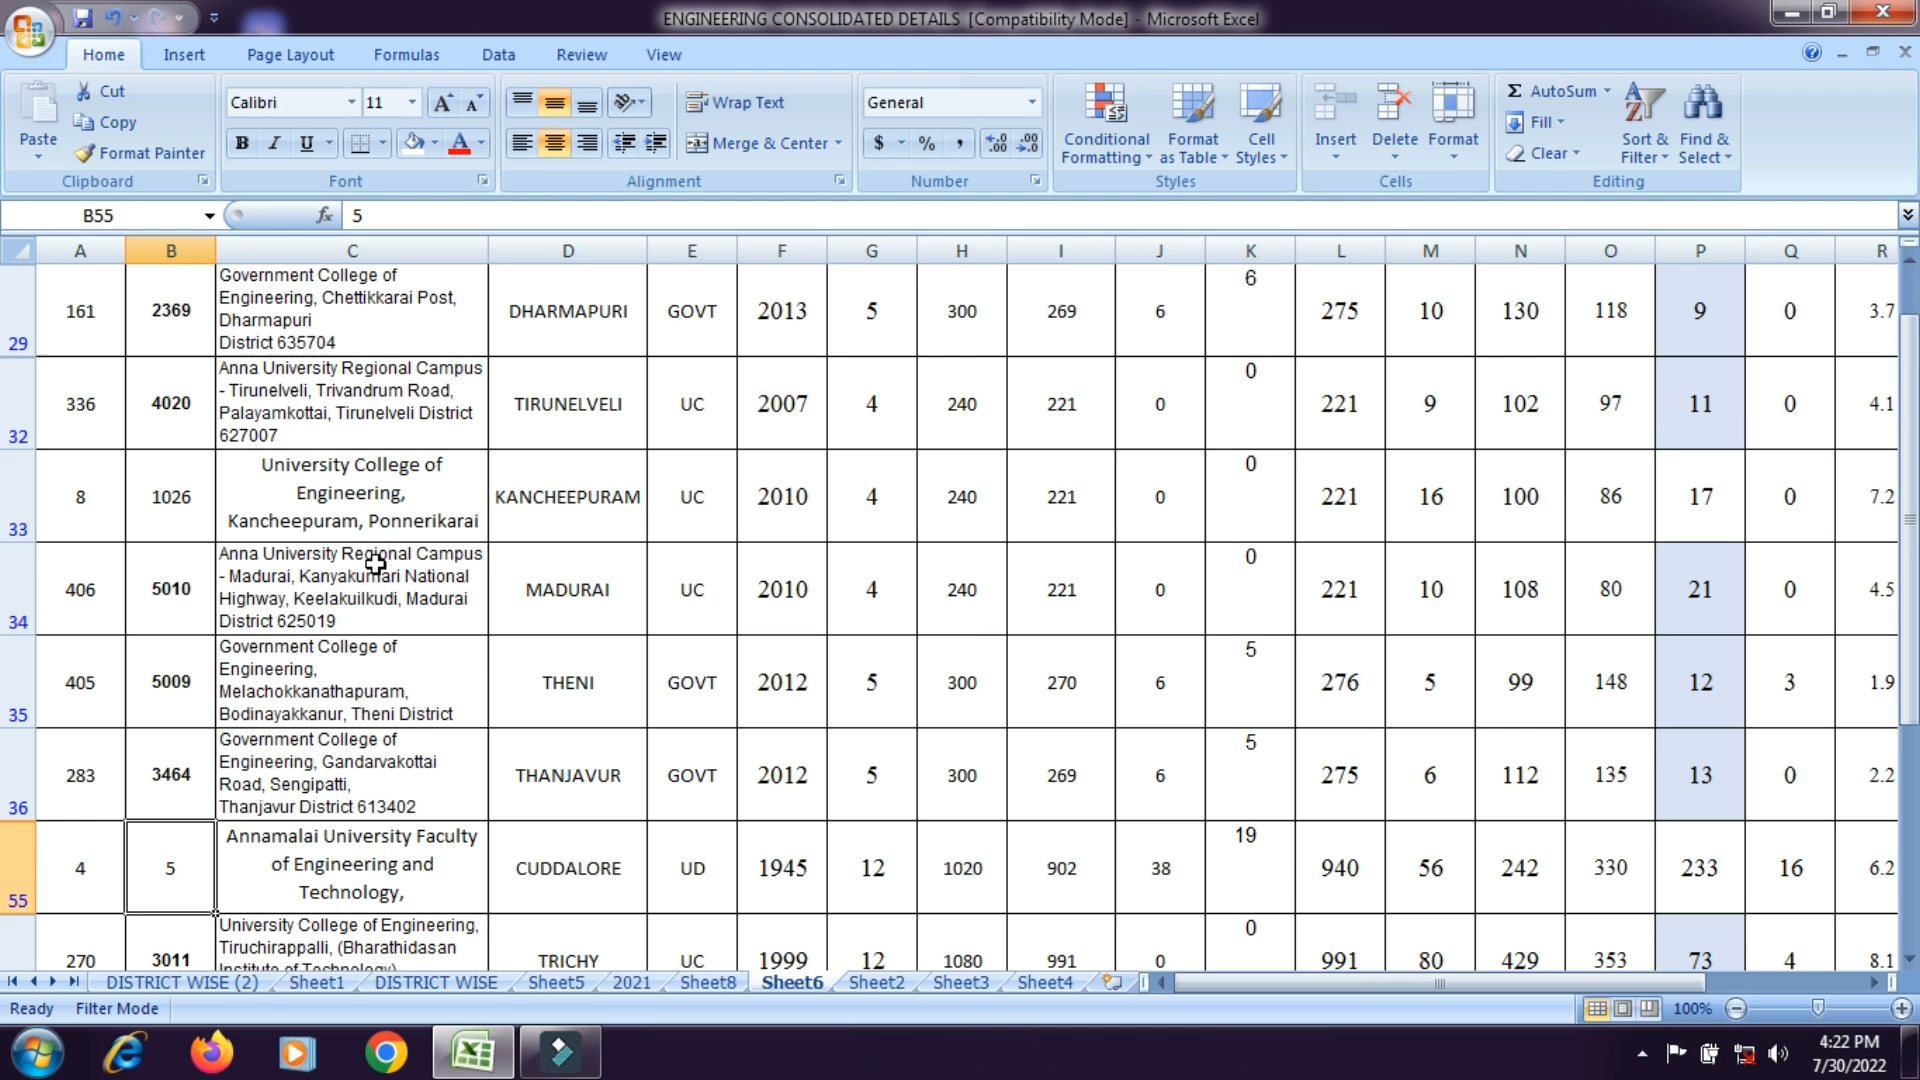 ENGINEERING CONSOLIDATED DETAILS [Compatibility Mode] - Microsoft Excel
Home Insert Page Layout Formulas Data Review View
Paste
Cut
Copy
Format Painter
Clipboard
Calibri 11
B I U
Font
Wrap Text
Merge & Center
Alignment
General
$ % ,
Number
Conditional Formatting
Format as Table
Cell Styles
Styles
Insert Delete Format
Cells
AutoSum
Fill
Clear
Sort & Filter
Find & Select
Editing
B55 fx 5
A B C D E F G H I J K L M N O P Q R
29 161 2369 Government College of
Engineering, Chettikkarai Post,
Dharmapuri
District 635704
DHARMAPURI GOVT 2013 5 300 269 6 6 275 10 130 118 9 0 3.7
32 336 4020 Anna University Regional Campus
- Tirunelveli, Trivandrum Road,
Palayamkottai, Tirunelveli District
627007
TIRUNELVELI UC 2007 4 240 221 0 0 221 9 102 97 11 0 4.1
33 8 1026 University College of
Engineering,
Kancheepuram, Ponnerikarai
KANCHEEPURAM UC 2010 4 240 221 0 0 221 16 100 86 17 0 7.2
34 406 5010 Anna University Regional Campus
- Madurai, Kanyakumari National
Highway, Keelakuilkudi, Madurai
District 625019
MADURAI UC 2010 4 240 221 0 0 221 10 108 80 21 0 4.5
35 405 5009 Government College of
Engineering,
Melachokkanathapuram,
Bodinayakkanur, Theni District
THENI GOVT 2012 5 300 270 6 5 276 5 99 148 12 3 1.9
36 283 3464 Government College of
Engineering, Gandarvakottai
Road, Sengipatti,
Thanjavur District 613402
THANJAVUR GOVT 2012 5 300 269 6 5 275 6 112 135 13 0 2.2
55 4 5 Annamalai University Faculty
of Engineering and
Technology,
CUDDALORE UD 1945 12 1020 902 38 19 940 56 242 330 233 16 6.2
270 3011 University College of Engineering,
Tiruchirappalli, (Bharathidasan
Institute of Technology)
TRICHY UC 1999 12 1080 991 0 0 991 80 429 353 73 4 8.1
DISTRICT WISE (2) Sheet1 DISTRICT WISE Sheet5 2021 Sheet8 Sheet6 Sheet2 Sheet3 Sheet4
Ready Filter Mode 100%
4:22 PM
7/30/2022